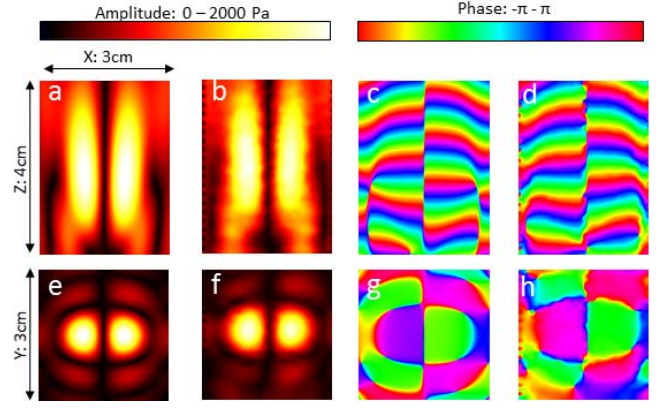 Amplitude: 0 – 2000 Pa
Phase: -π - π
X: 3cm
Z: 4cm
a
b
c
d
Y: 3cm
e
f
g
h